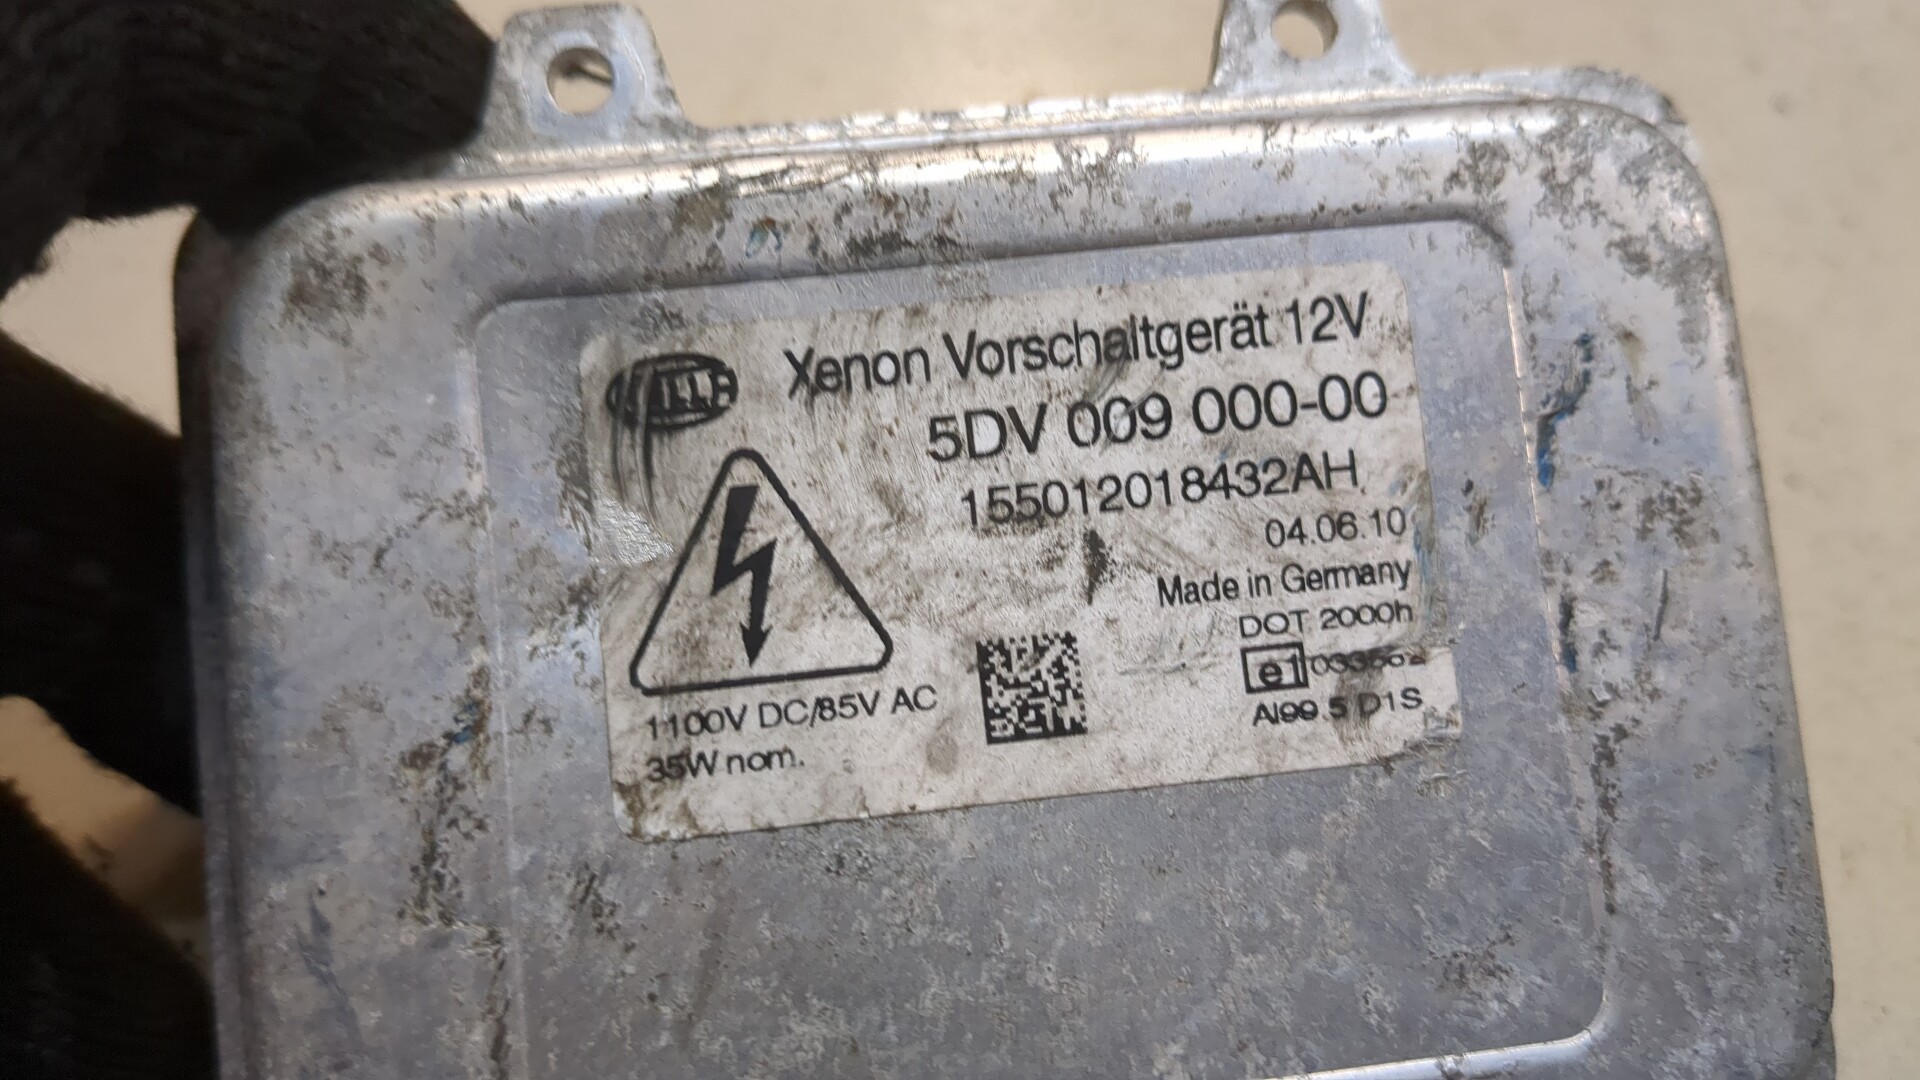 HELLA
Xenon Vorschaltgerät 12V
5DV 009 000-00
155012018432AH
04.06.10
Made in Germany
DOT 2000h
e1
AI99.5 D1S
1100V DC/85V AC
35W nom.